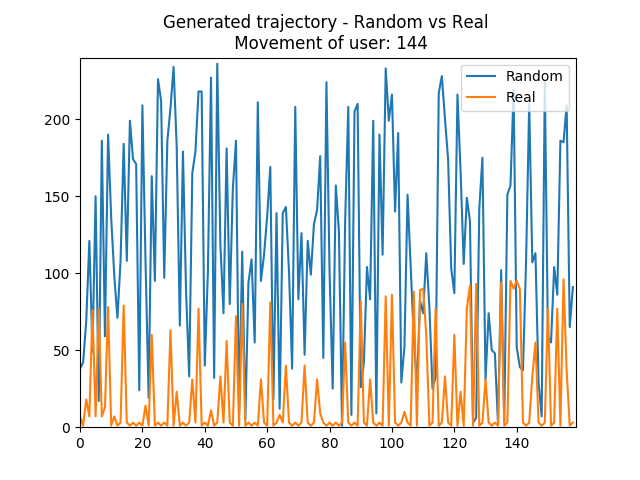 Generated trajectory - Random vs Real
Movement of user: 144
Random
Real
200
150
100
50
0
0 20 40 60 80 100 120 140